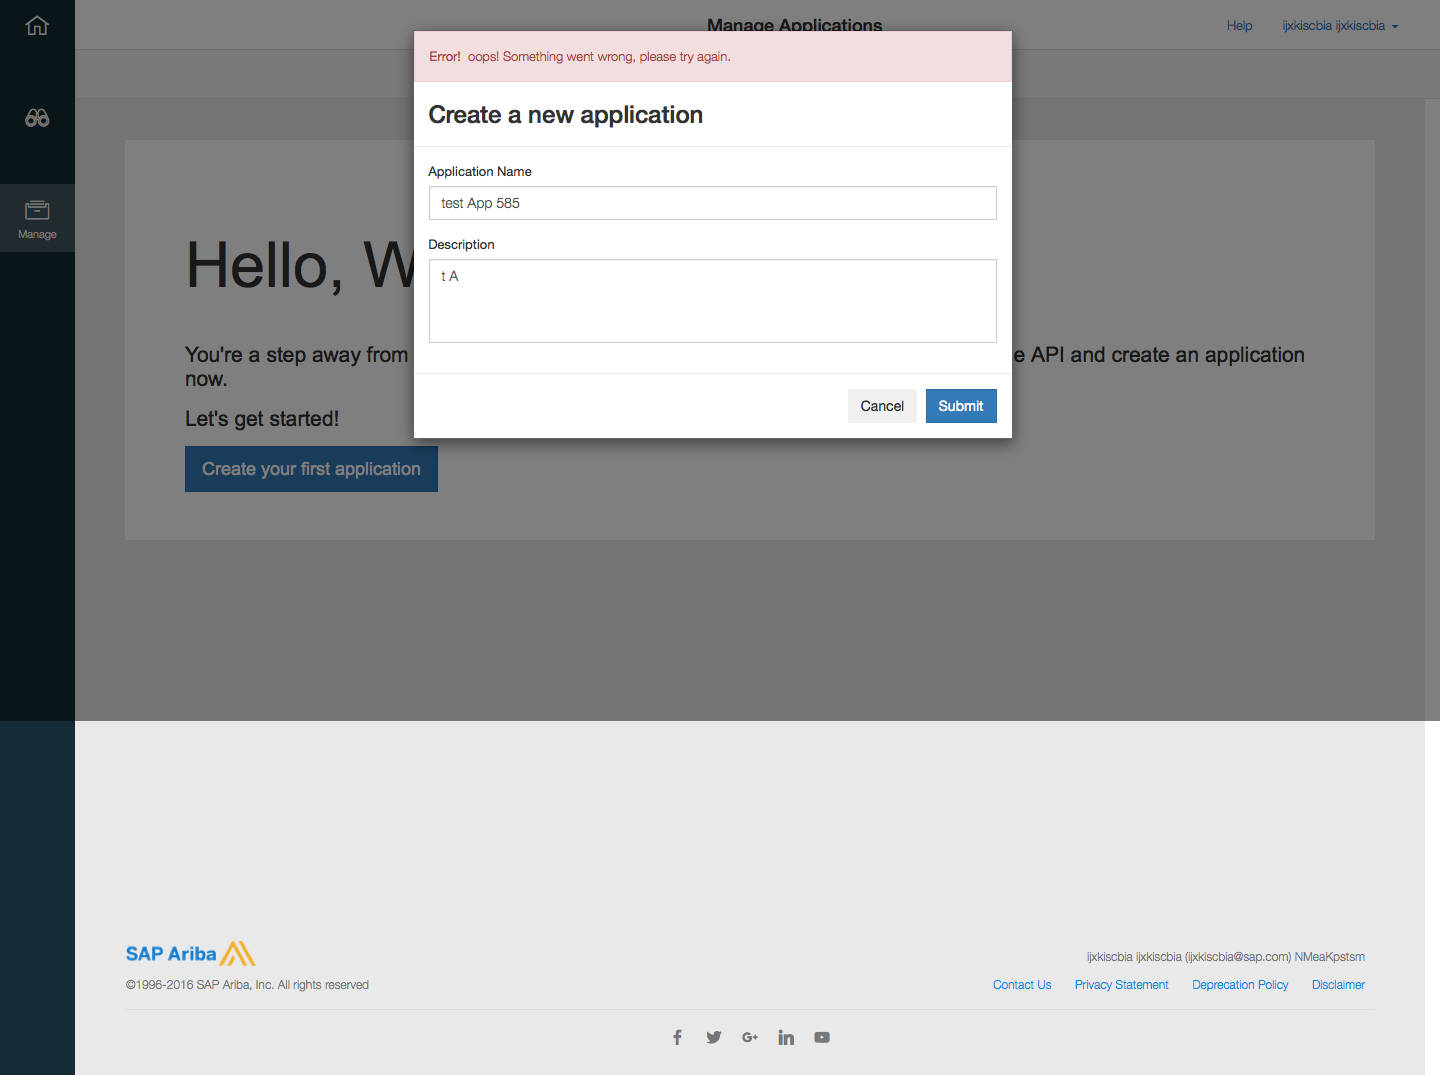 Manage Applications
Help
ijxkiscbia ijxkiscbia
Error! oops! Something went wrong, please try again.
Create a new application
Application Name
test App 585
Description
t A
Cancel
Submit
Manage
Hello, W
You're a step away from
e API and create an application
now.
Let's get started!
Create your first application
SAP Ariba
©1996-2016 SAP Ariba, Inc. All rights reserved
ijxkiscbia ijxkiscbia (ijxkiscbia@sap.com) NMeaKpstsm
Contact Us
Privacy Statement
Deprecation Policy
Disclaimer